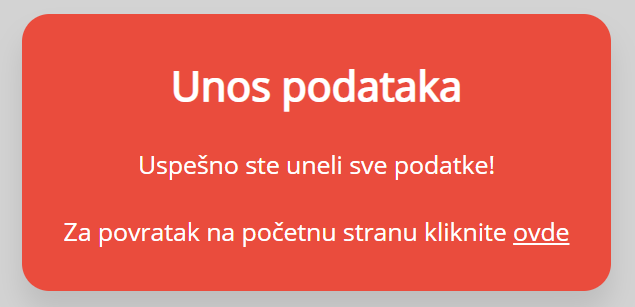 Unos podataka
Uspešno ste uneli sve podatke!
Za povratak na početnu stranu kliknite ovde